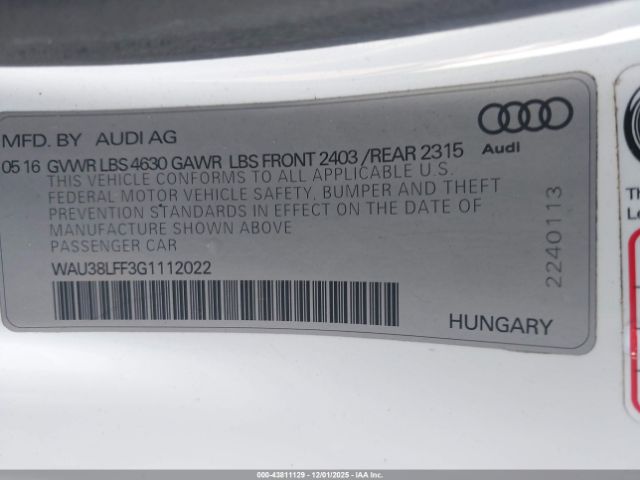 MFD. BY AUDI AG
Audi
05 16 GVWR LBS 4630 GAWR LBS FRONT 2403 /REAR 2315
THIS VEHICLE CONFORMS TO ALL APPLICABLE U.S.
FEDERAL MOTOR VEHICLE SAFETY, BUMPER AND THEFT
PREVENTION STANDARDS IN EFFECT ON THE DATE OF
MANUFACTURE SHOWN ABOVE
PASSENGER CAR
WAU38LFF3G1112022
2240113
HUNGARY
000-43811129 - 12/01/2025 - IAAI, Inc.